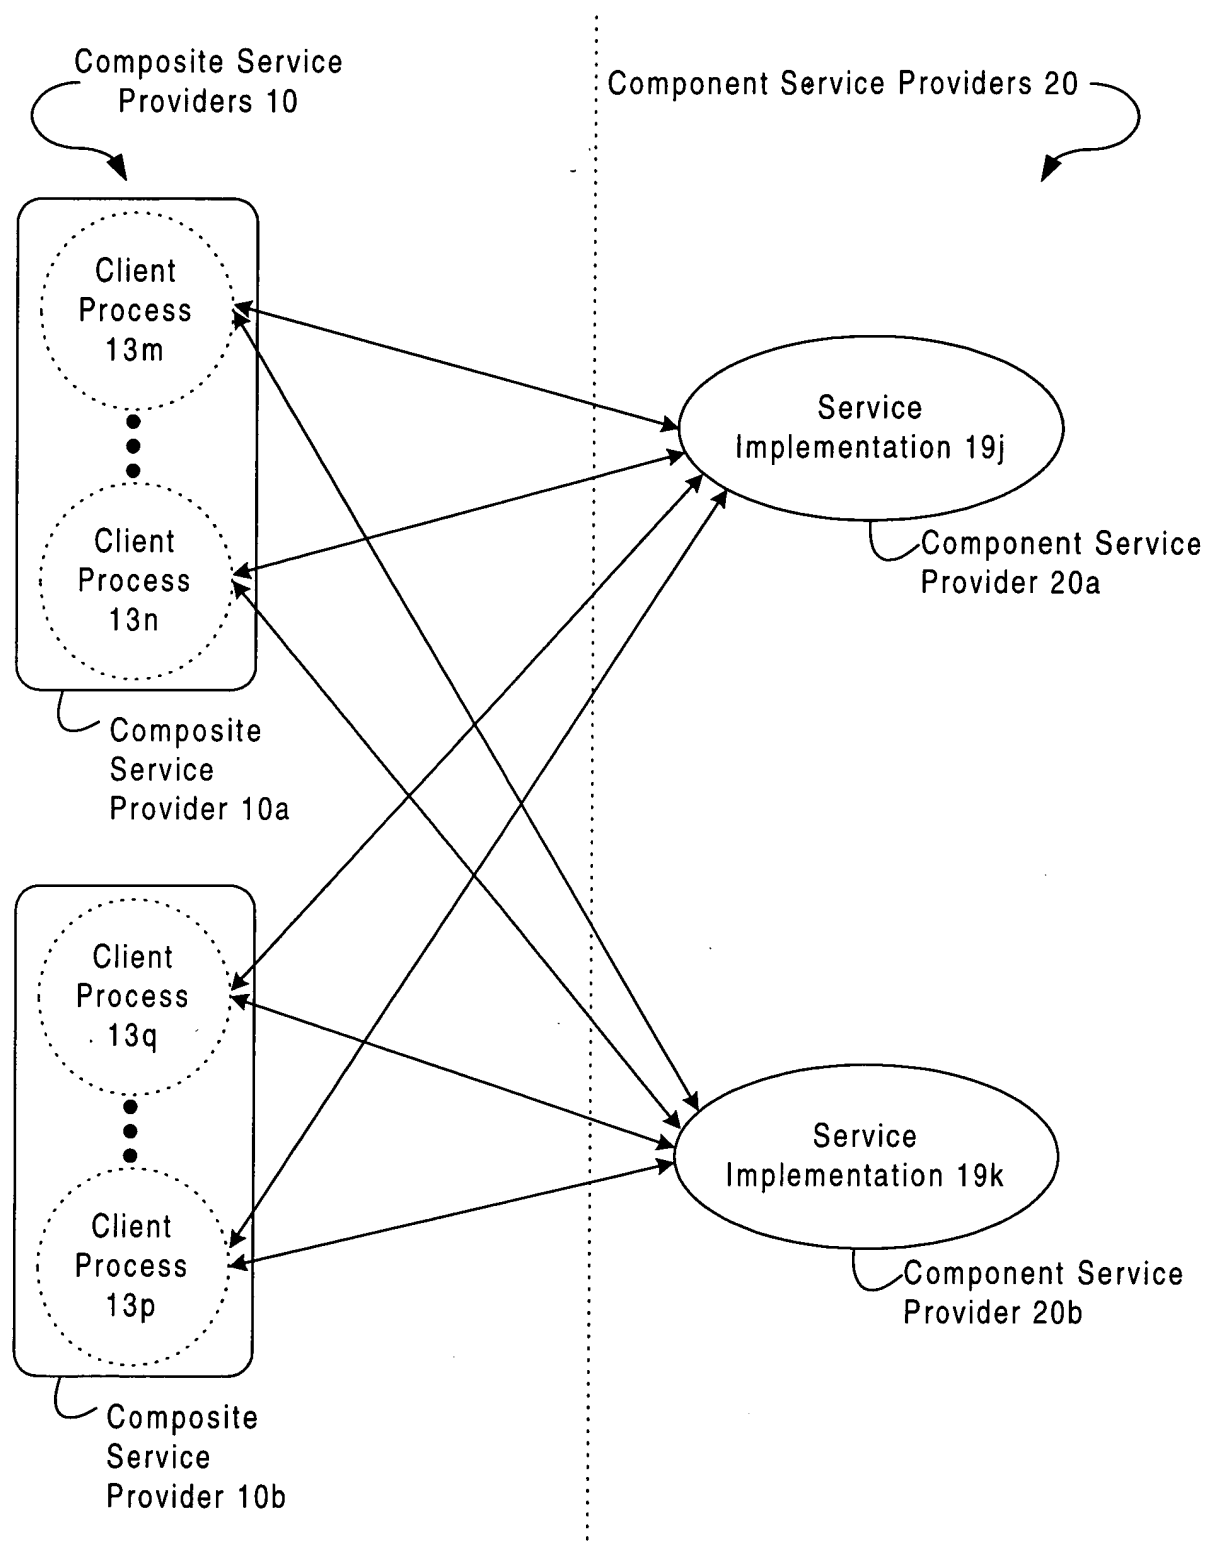 Composite Service
Providers 10
Component Service Providers 20
Client
Process
13m
Client
Process
13n
Composite
Service
Provider 10a
Service
Implementation 19j
Component Service
Provider 20a
Client
Process
13q
Client
Process
13p
Composite
Service
Provider 10b
Service
Implementation 19k
Component Service
Provider 20b